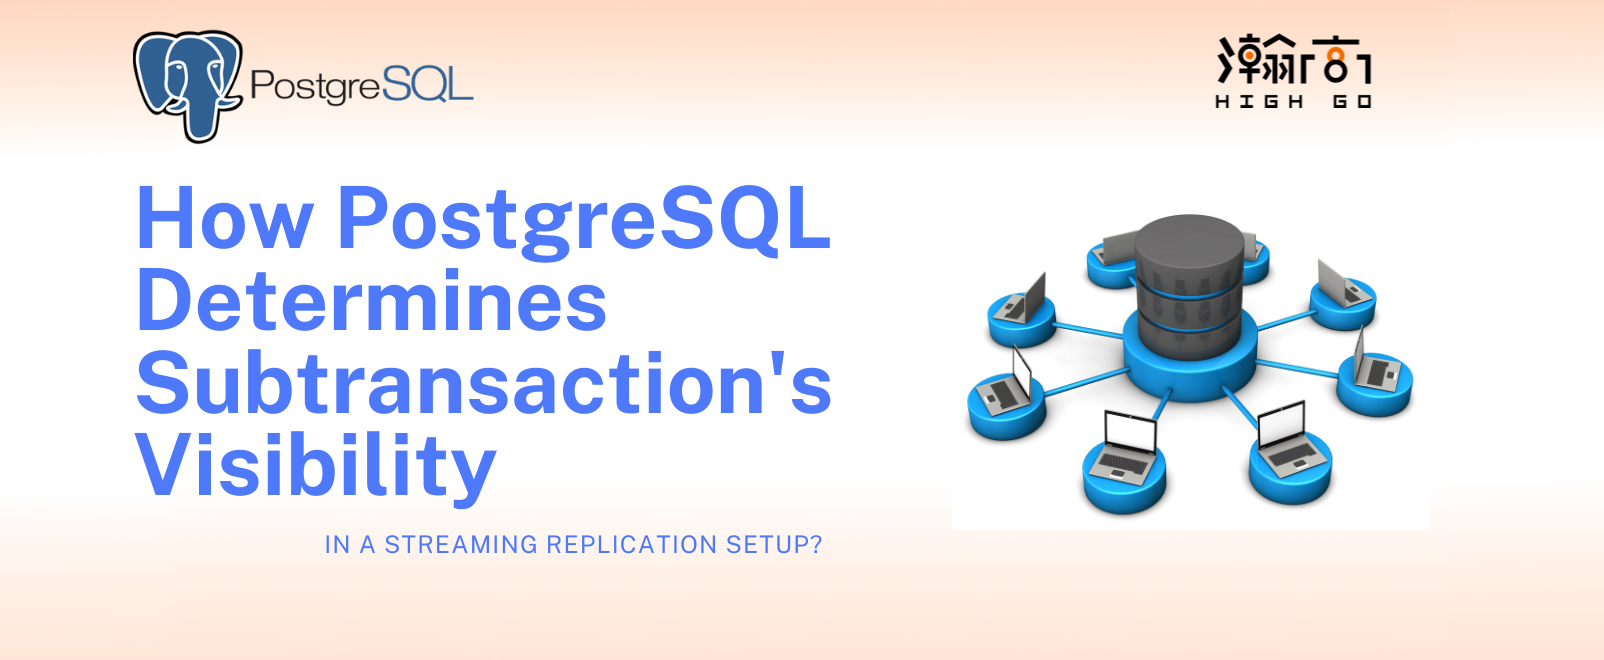 PostgreSQL
瀚高
HIGH GO
How PostgreSQL
Determines
Subtransaction's
Visibility
IN A STREAMING REPLICATION SETUP?